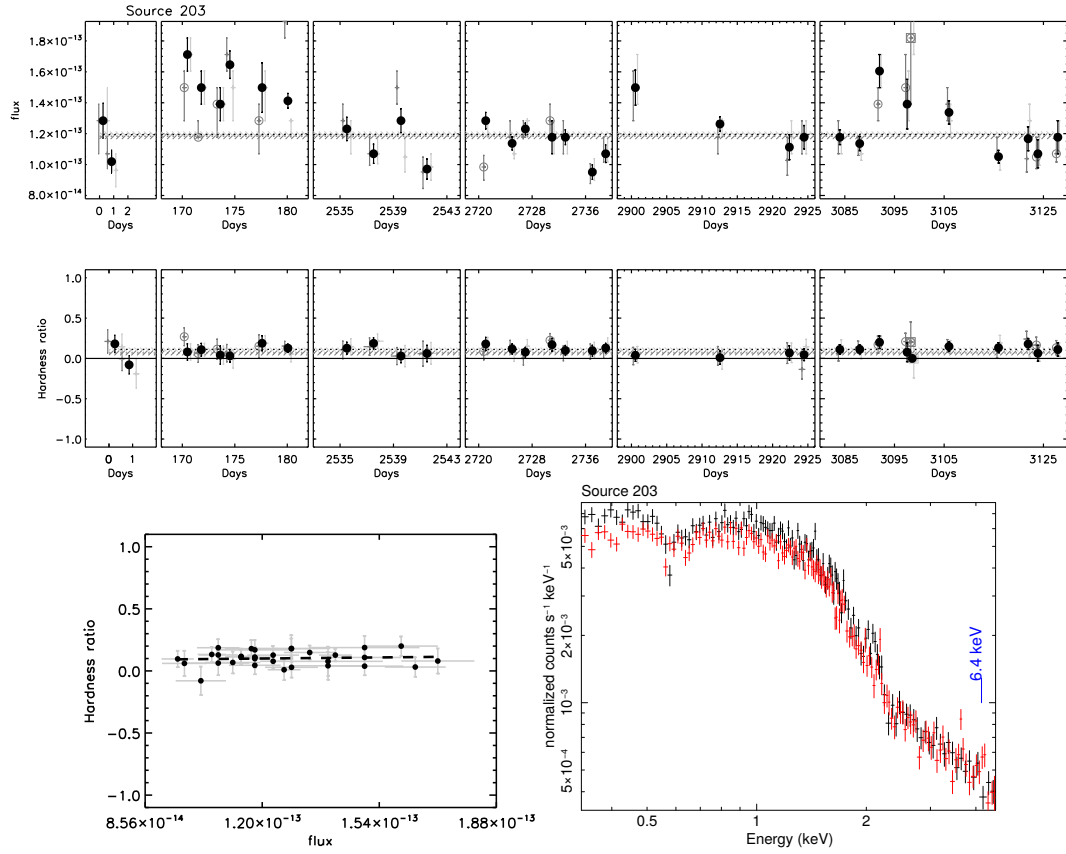 Source 203
flux
1.8×10⁻¹³
1.6×10⁻¹³
1.4×10⁻¹³
1.2×10⁻¹³
1.0×10⁻¹³
8.0×10⁻¹⁴
0 1 2
170 175 180
2535 2539 2543
2720 2728 2736
2900 2905 2910 2915 2920 2925
3085 3095 3105 3125
Days Days Days Days Days Days
Hardness ratio
1.0
0.5
0.0
-0.5
-1.0
0 1
170 175 180
2535 2539 2543
2720 2728 2736
2900 2905 2910 2915 2920 2925
3085 3095 3105 3125
Days Days Days Days Days Days
Hardness ratio
1.0
0.5
0.0
-0.5
-1.0
8.56×10⁻¹⁴ 1.20×10⁻¹³ 1.54×10⁻¹³ 1.88×10⁻¹³
flux
Source 203
normalized counts s⁻¹ keV⁻¹
5×10⁻³
2×10⁻³
10⁻³
5×10⁻⁴
6.4 keV
0.5 1 2
Energy (keV)